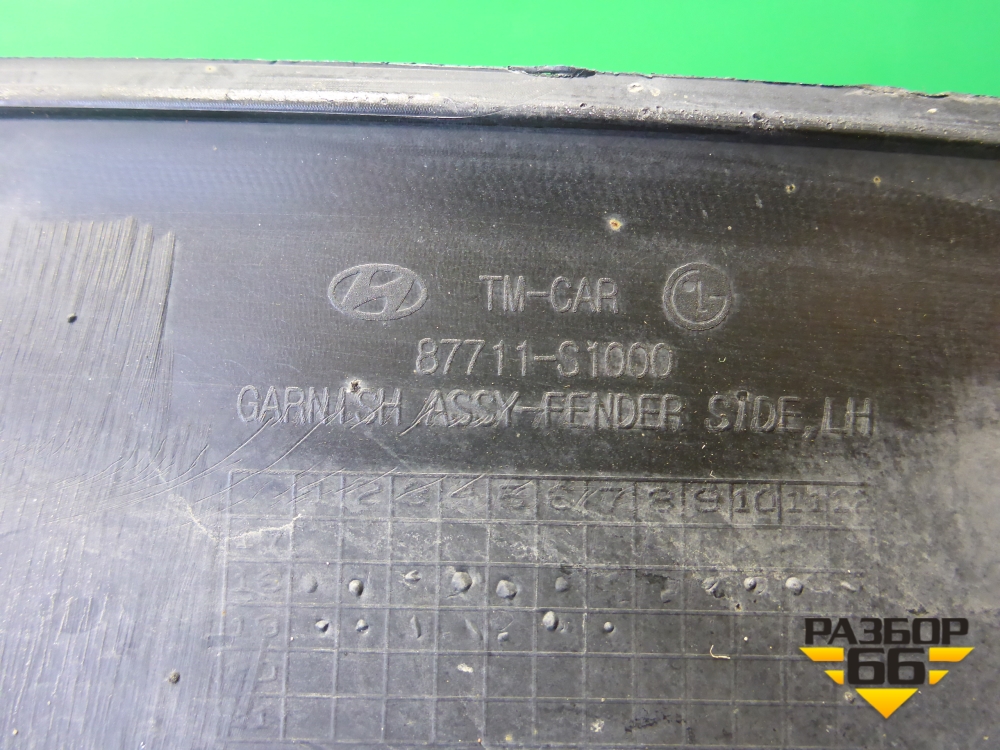 TM-CAR
87711-S1000
GARNISH ASSY-FENDER SIDE, LH
1 2 3 4 5 6 7 8 9 10 11 12
РАЗБОР
66